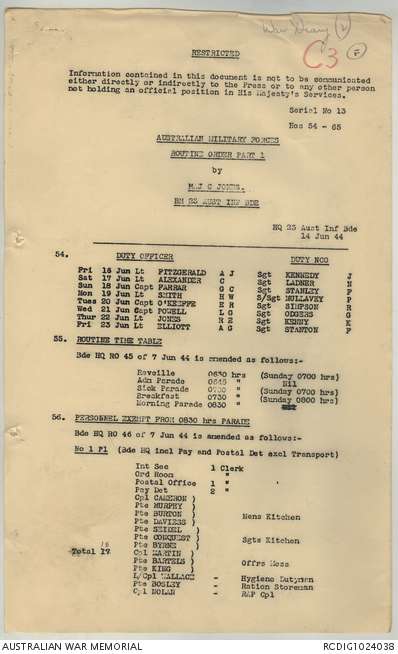 War Diary (2)
C3
RESTRICTED
Information contained in this document is not to be communicated
either directly or indirectly to the Press or to any other person
not holding an official position in His Majesty's Services.
Serial No 13
Nos 54 - 65
AUSTRALIAN MILITARY FORCES
ROUTINE ORDER PART 1
by
MAJ C JONES.
BM 23 AUST INF BDE
HQ 23 Aust Inf Bde
14 Jun 44
54. DUTY OFFICER DUTY NCO
Fri 16 Jun Lt FITZGERALD A J Sgt KENNEDY J
Sat 17 Jun Lt ALEXANDER C Sgt LADNER N
Sun 18 Jun Capt FARRAR G C Sgt STANLEY P
Mon 19 Jun Lt SMITH H W S/Sgt MULLAVEY P
Tues 20 Jun Capt O'KEEFFE E R Sgt SIMPSON R
Wed 21 Jun Capt POWELL L G Sgt ODGERS G
Thur 22 Jun Lt JONES R E Sgt KENNY K
Fri 23 Jun Lt ELLIOTT A G Sgt STANTON F
55. ROUTINE TIME TABLE
Bde HQ RO 45 of 7 Jun 44 is amended as follows:-
Reveille 0630 hrs (Sunday 0700 hrs)
Adm Parade 0645 " Nil
Sick Parade 0700 " (Sunday 0700 hrs)
Breakfast 0730 " (Sunday 0800 hrs)
Morning Parade 0830 "
56. PERSONNEL EXEMPT FROM 0830 hrs PARADE
Bde HQ RO 46 of 7 Jun 44 is amended as follows:-
No 1 Pl (Bde HQ incl Pay and Postal Det excl Transport)
Int Sec 1 Clerk
Ord Room "
Postal Office 1 "
Pay Det 2 "
Cpl CAMERON )
Pte MURPHY )
Pte BURTON ) Mens Kitchen
Pte DAVIESS )
Pte SEIDEL )
Pte CONQUEST ) Sgts Kitchen
Pte BYRNE )
Total 17 Cpl MARTIN )
Pte BARTELS ) Offrs Mess
Pte KING )
L/Cpl WALLACE - Hygiene Dutyman
Pte BOSLEY - Ration Storeman
Cpl NOLAN - RAP Cpl
AUSTRALIAN WAR MEMORIAL RCDIG1024038